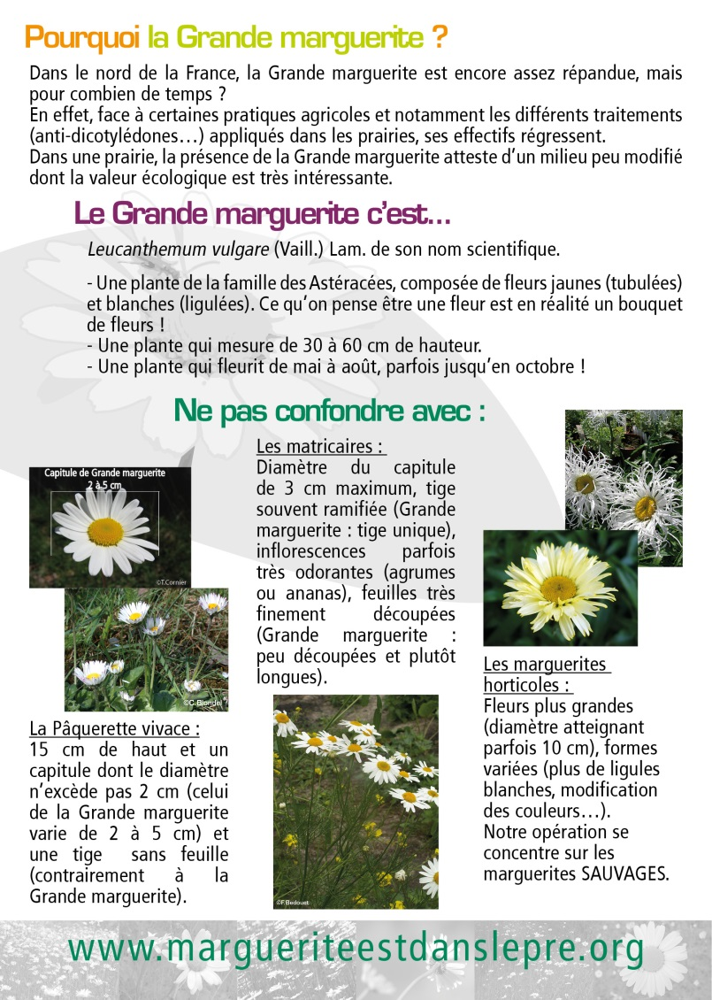 Pourquoi la Grande marguerite ?
Dans le nord de la France, la Grande marguerite est encore assez répandue, mais
pour combien de temps ?
En effet, face à certaines pratiques agricoles et notamment les différents traitements
(anti-dicotylédones…) appliqués dans les prairies, ses effectifs régressent.
Dans une prairie, la présence de la Grande marguerite atteste d’un milieu peu modifié
dont la valeur écologique est très intéressante.
Le Grande marguerite c’est...
Leucanthemum vulgare (Vaill.) Lam. de son nom scientifique.
- Une plante de la famille des Astéracées, composée de fleurs jaunes (tubulées)
et blanches (ligulées). Ce qu’on pense être une fleur est en réalité un bouquet
de fleurs !
- Une plante qui mesure de 30 à 60 cm de hauteur.
- Une plante qui fleurit de mai à août, parfois jusqu’en octobre !
Ne pas confondre avec :
Capitule de Grande marguerite
2 à 5 cm
©T.Cornier
©C.Blondel
La Pâquerette vivace :
15 cm de haut et un
capitule dont le diamètre
n’excède pas 2 cm (celui
de la Grande marguerite
varie de 2 à 5 cm) et
une tige sans feuille
(contrairement à la
Grande marguerite).
Les matricaires :
Diamètre du capitule
de 3 cm maximum, tige
souvent ramifiée (Grande
marguerite : tige unique),
inflorescences parfois
très odorantes (agrumes
ou ananas), feuilles très
finement découpées
(Grande marguerite :
peu découpées et plutôt
longues).
©F.Bedouet
Les marguerites
horticoles :
Fleurs plus grandes
(diamètre atteignant
parfois 10 cm), formes
variées (plus de ligules
blanches, modification
des couleurs…).
Notre opération se
concentre sur les
marguerites SAUVAGES.
www.margueriteestdanslepre.org